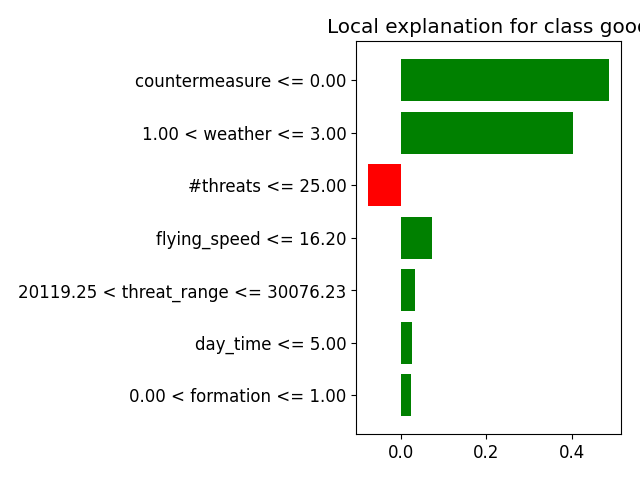 Local explanation for class good
countermeasure <= 0.00
1.00 < weather <= 3.00
#threats <= 25.00
flying_speed <= 16.20
20119.25 < threat_range <= 30076.23
day_time <= 5.00
0.00 < formation <= 1.00
0.0 0.2 0.4